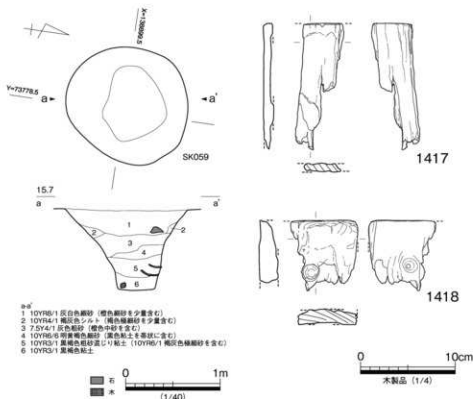 X=139699.5
Y=73778.5
a
a'
SK059
15.7
a
a'
1
2
2
3
4
5
6
a-a'
1 10YR8/1 灰白色細砂(橙色細砂を少量含む)
2 10YR4/1 褐灰色シルト(褐色極細砂を少量含む)
3 7.5Y4/1 灰色粗砂(橙色中砂を含む)
4 10YR6/6 明黄褐色細砂(黒色粘土を帯状に含む)
5 10YR3/1 黒褐色粗砂混じり粘土(10YR6/1 褐灰色極細砂を含む)
6 10YR3/1 黒褐色粘土
石
木
0
1m
(1/40)
1417
1418
0
10cm
木製品(1/4)